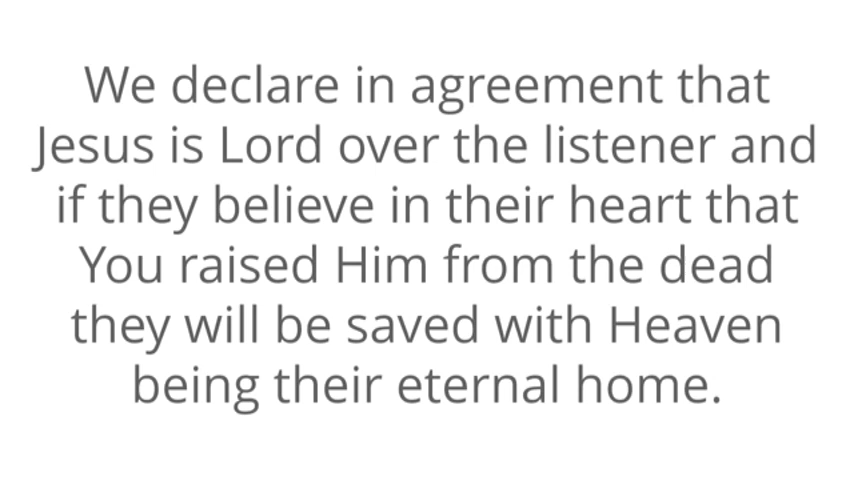 We declare in agreement that
Jesus is Lord over the listener and
if they believe in their heart that
You raised Him from the dead
they will be saved with Heaven
being their eternal home.